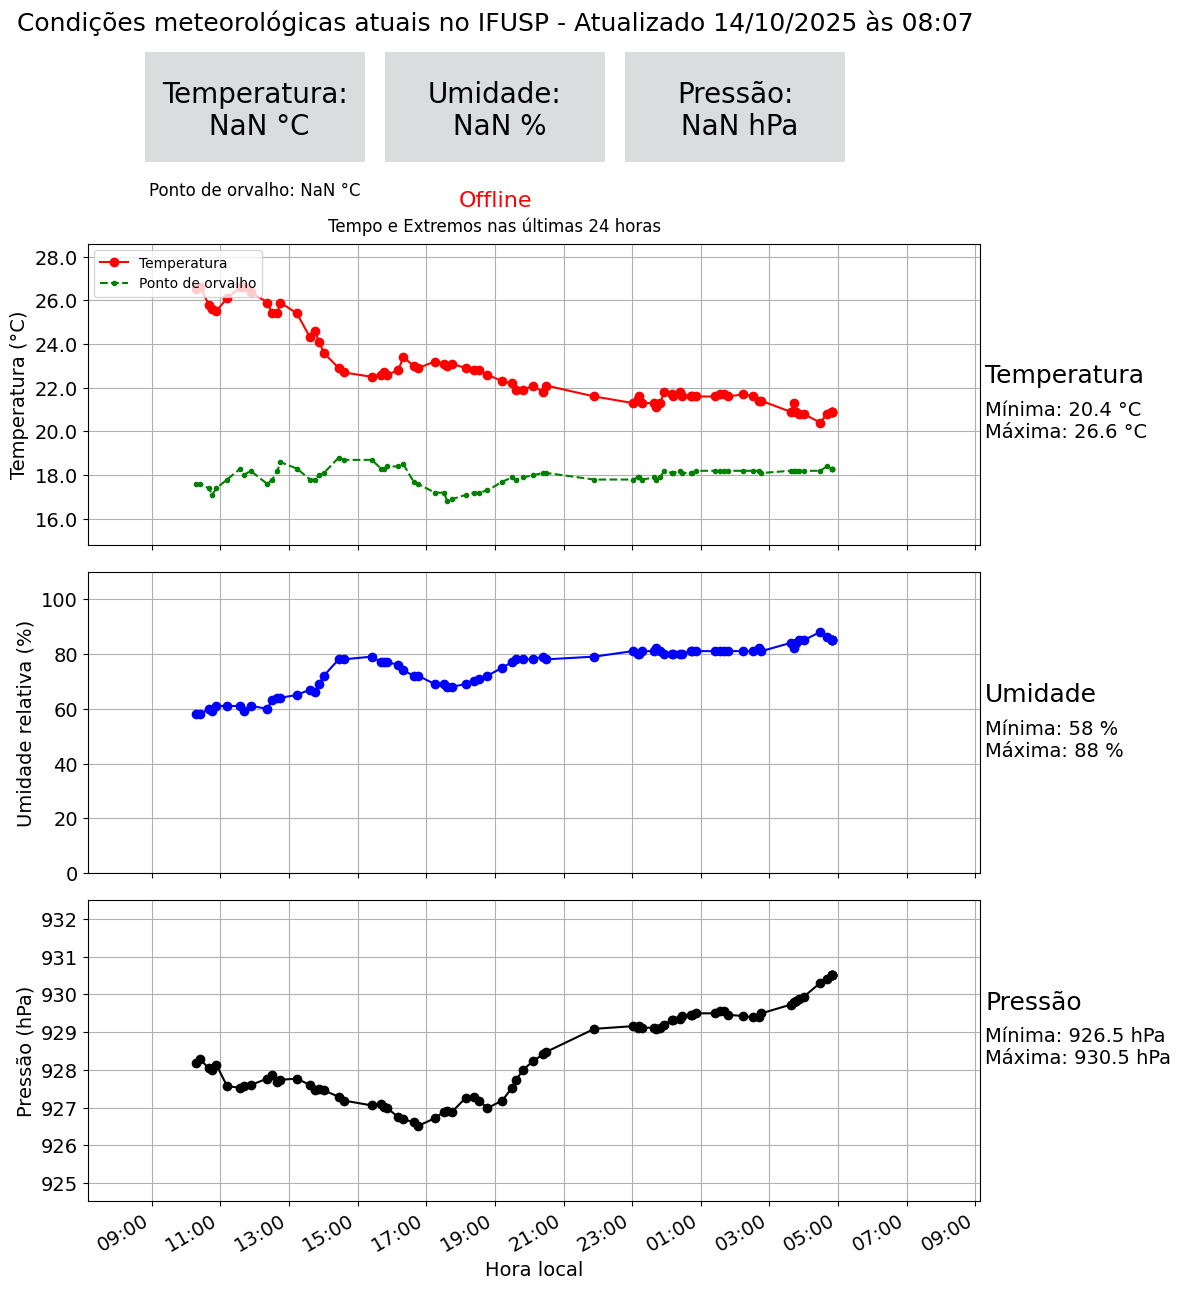 Condições meteorológicas atuais no IFUSP - Atualizado 14/10/2025 às 08:07
Temperatura:
NaN °C
Umidade:
NaN %
Pressão:
NaN hPa
Ponto de orvalho: NaN °C
Offline
Tempo e Extremos nas últimas 24 horas
Temperatura (°C)
28.0
26.0
24.0
22.0
20.0
18.0
16.0
Temperatura
Ponto de orvalho
Temperatura
Mínima: 20.4 °C
Máxima: 26.6 °C
Umidade relativa (%)
100
80
60
40
20
0
Umidade
Mínima: 58 %
Máxima: 88 %
Pressão (hPa)
932
931
930
929
928
927
926
925
Pressão
Mínima: 926.5 hPa
Máxima: 930.5 hPa
09:00 11:00 13:00 15:00 17:00 19:00 21:00 23:00 01:00 03:00 05:00 07:00 09:00
Hora local